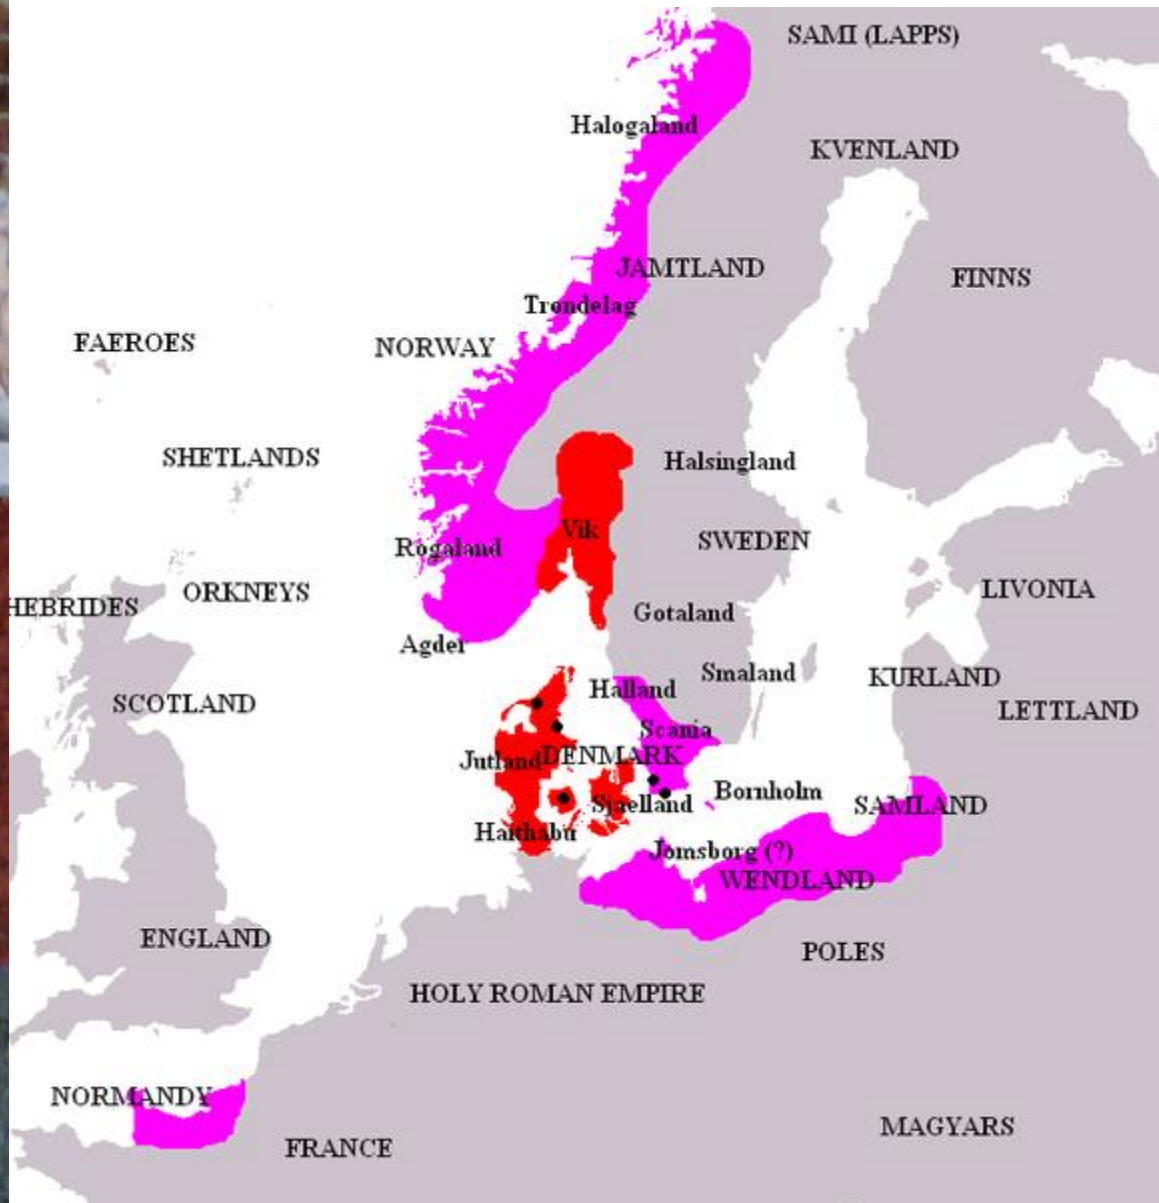 SAMI (LAPPS)
Halogaland
KVENLAND
JAMTLAND
FINNS
Trondelag
FAEROES
NORWAY
SHETLANDS
Halsingland
Vik
SWEDEN
Rogaland
LIVONIA
ORKNEYS
HEBRIDES
Gotaland
Agder
Smaland
KURLAND
Halland
SCOTLAND
LETTLAND
Scania
DENMARK
Jutland
Bornholm
Sjaelland
SAMLAND
Haithabu
Jomsborg (?)
WENDLAND
ENGLAND
POLES
HOLY ROMAN EMPIRE
NORMANDY
MAGYARS
FRANCE